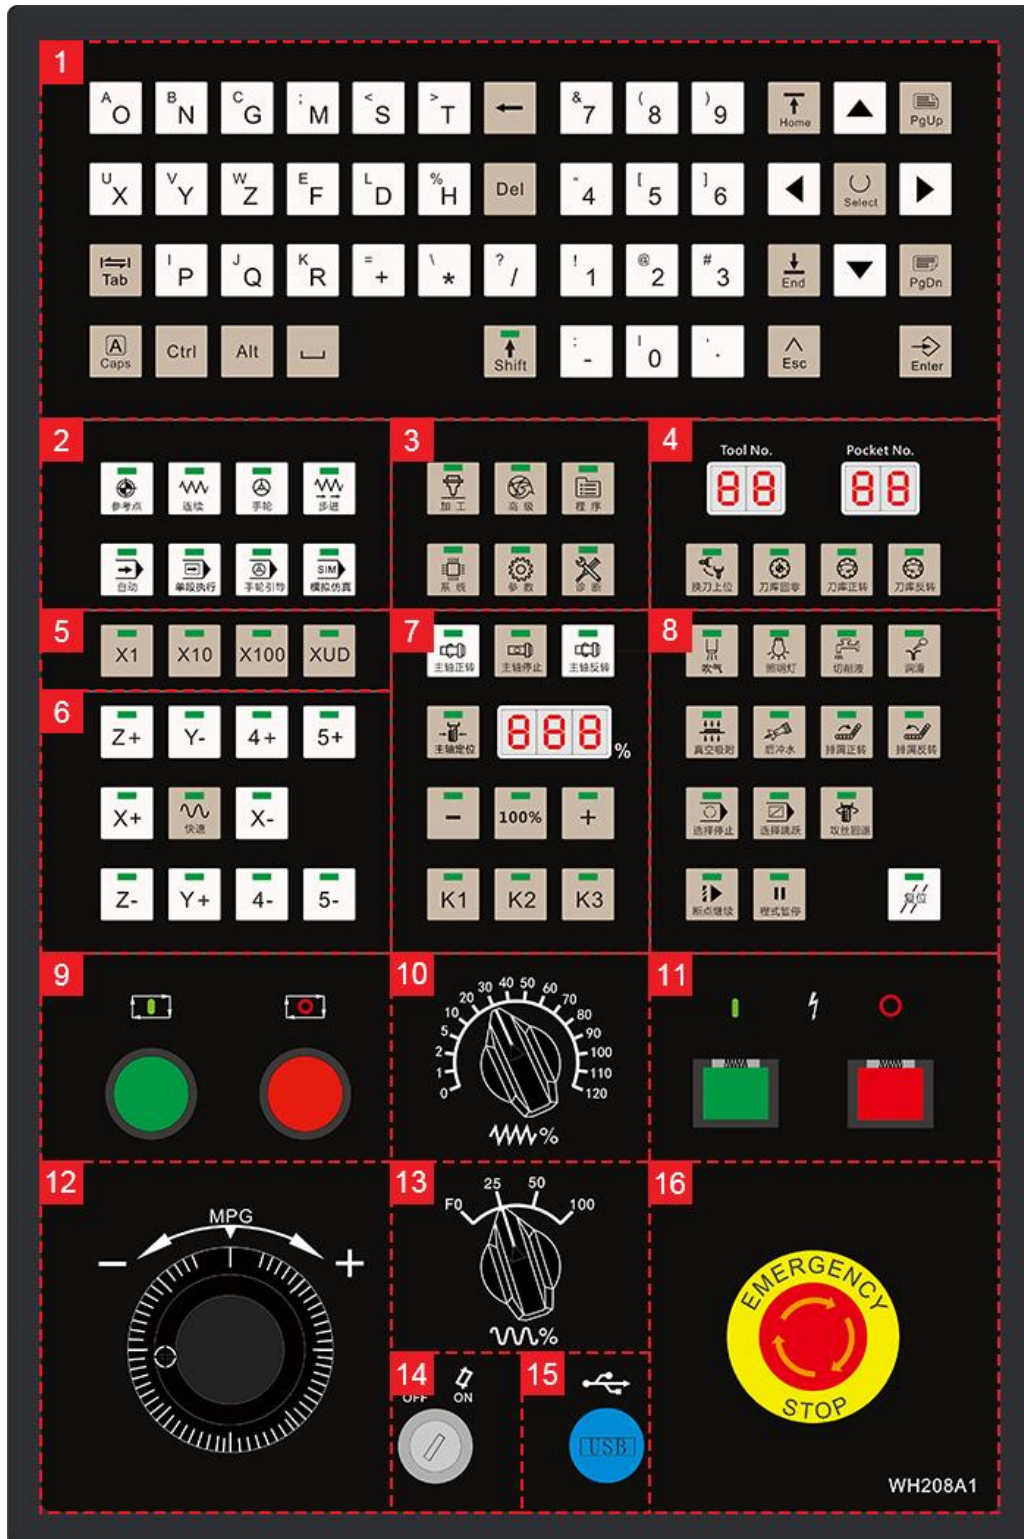 1
A O B N C G ; M < S > T & 7 ( 8 ) 9 Home PgUp
U X V Y W Z E F L D % H Del " 4 [ 5 ] 6 Select
Tab I P J Q K R = + \ * ? / ! 1 @ 2 # 3 End PgDn
A Caps Ctrl Alt Shift : - 0 . Esc Enter
2
参考点 连续 手轮 步进
自动 单段执行 手轮引导 SIM 模拟仿真
3
加工 高级 程序
系统 参数 诊断
4
Tool No. Pocket No.
88 88
换刀上位 刀库回零 刀库正转 刀库反转
5
X1 X10 X100 XUD
6
Z+ Y- 4+ 5+
X+ 快速 X-
Z- Y+ 4- 5-
7
主轴正转 主轴停止 主轴反转
主轴定位 888 %
- 100% +
K1 K2 K3
8
吹气 照明灯 切削液 润滑
真空吸附 后冲水 排屑正转 排屑反转
选择停止 选择跳跃 攻丝回退
断点继续 程式暂停 复位
9
10
0 1 2 5 10 20 30 40 50 60 70 80 90 100 110 120
%
11
12
MPG
− +
13
F0 25 50 100
%
14
OFF ON
15
USB
16
EMERGENCY
STOP
WH208A1